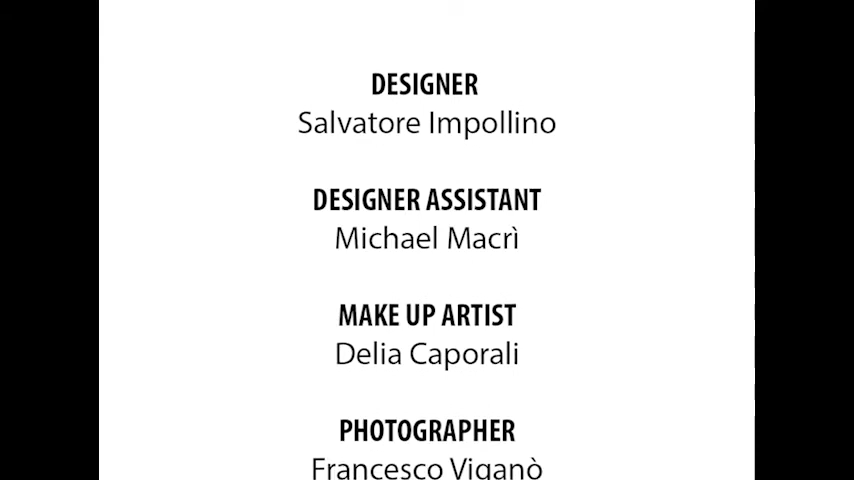 DESIGNER
Salvatore Impollino
DESIGNER ASSISTANT
Michael Macrì
MAKE UP ARTIST
Delia Caporali
PHOTOGRAPHER
Francesco Viganò